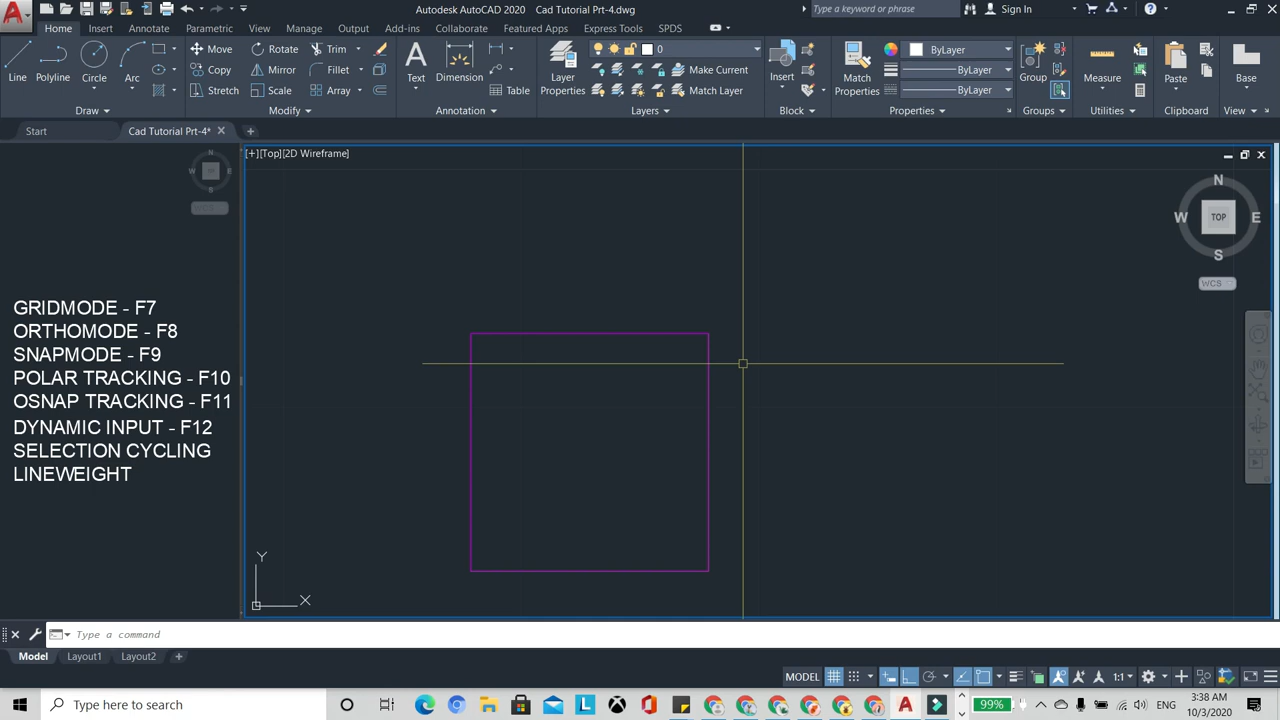 Autodesk AutoCAD 2020 Cad Tutorial Prt-4.dwg
Type a keyword or phrase
Sign In
Home Insert Annotate Parametric View Manage Output Add-ins Collaborate Featured Apps Express Tools SPDS
Line Polyline Circle Arc
Move Rotate Trim
Copy Mirror Fillet
Stretch Scale Array
Text Dimension Table
Layer Properties
0
Make Current
Match Layer
Insert
Match Properties
ByLayer
ByLayer
ByLayer
Group
Measure
Paste
Base
Draw Modify Annotation Layers Block Properties Groups Utilities Clipboard View
Start Cad Tutorial Prt-4*
[+][Top][2D Wireframe]
N
W TOP E
S
WCS
N
W TOP E
S
WCS
GRIDMODE - F7
ORTHOMODE - F8
SNAPMODE - F9
POLAR TRACKING - F10
OSNAP TRACKING - F11
DYNAMIC INPUT - F12
SELECTION CYCLING
LINEWEIGHT
Y
X
Type a command
Model Layout1 Layout2
MODEL 1:1
Type here to search
99%
ENG
3:38 AM
10/3/2020